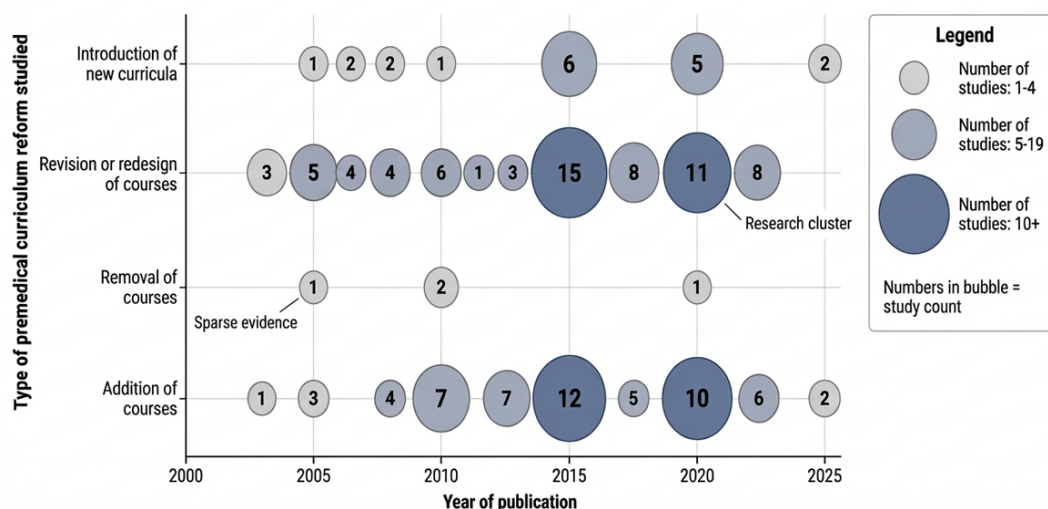 Type of premedical curriculum reform studied
Introduction of
new curricula
1 2 2 1 6 5 2
Revision or redesign
of courses
3 5 4 4 6 1 3 15 8 11 8
Research cluster
Removal of
courses
1 2 1
Sparse evidence
Addition of
courses
1 3 4 7 7 12 5 10 6 2
2000 2005 2010 2015 2020 2025
Year of publication
Legend
Number of
studies: 1-4
Number of
studies: 5-19
Number of
studies: 10+
Numbers in bubble =
study count